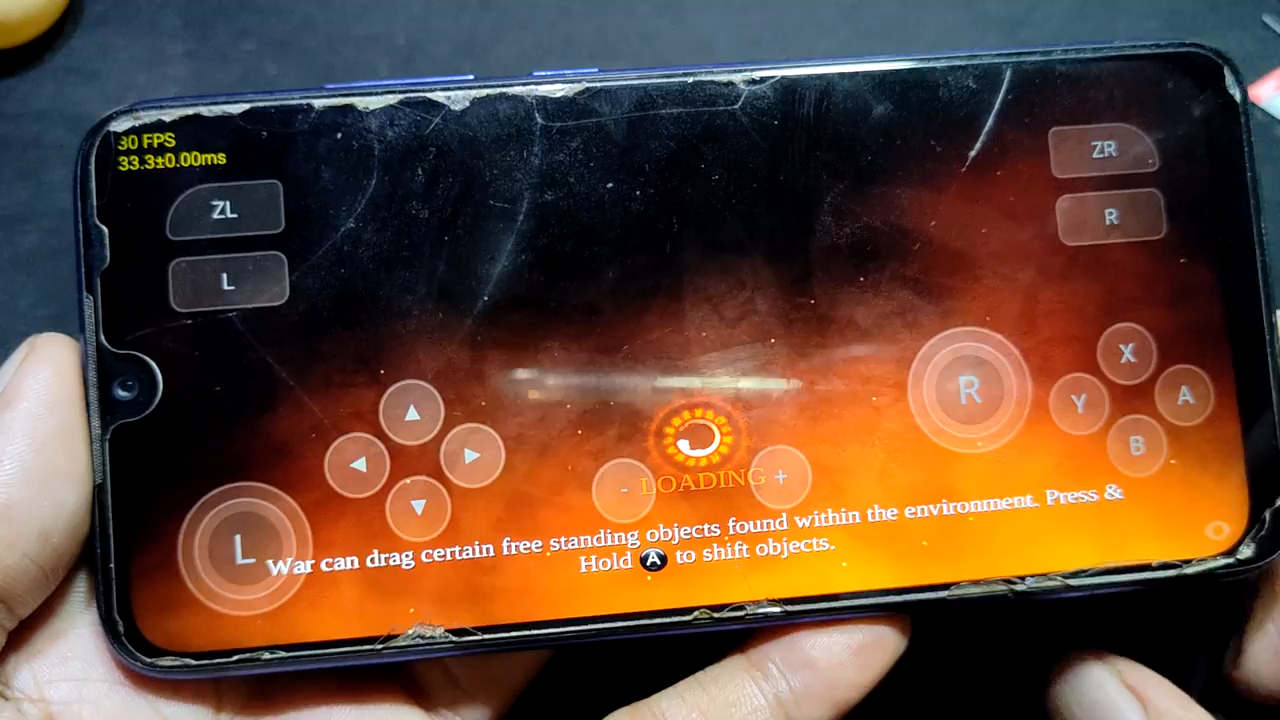 30 FPS
33.3±0.00ms
ZL
L
ZR
R
R
X
Y
A
B
L
-
+
LOADING
War can drag certain free standing objects found within the environment. Press &
Hold A to shift objects.